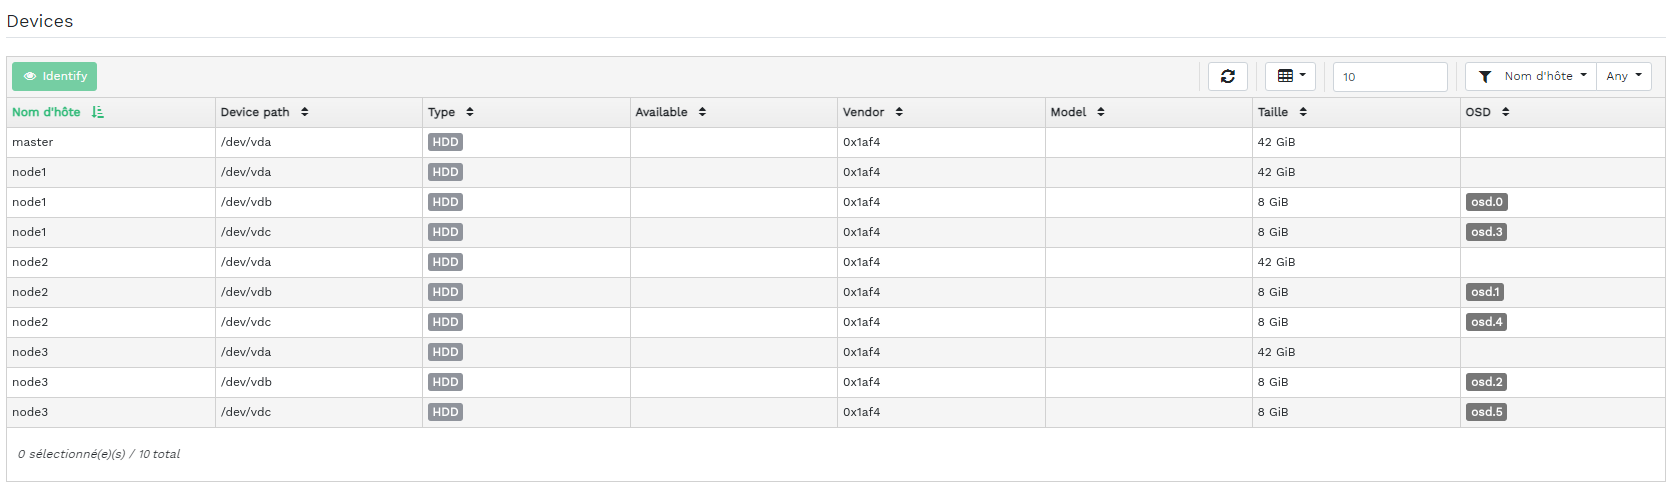 Devices
Identify 10 Nom d'hôte Any
Nom d'hôte Device path Type Available Vendor Model Taille OSD
master /dev/vda HDD 0x1af4 42 GiB
node1 /dev/vda HDD 0x1af4 42 GiB
node1 /dev/vdb HDD 0x1af4 8 GiB osd.0
node1 /dev/vdc HDD 0x1af4 8 GiB osd.3
node2 /dev/vda HDD 0x1af4 42 GiB
node2 /dev/vdb HDD 0x1af4 8 GiB osd.1
node2 /dev/vdc HDD 0x1af4 8 GiB osd.4
node3 /dev/vda HDD 0x1af4 42 GiB
node3 /dev/vdb HDD 0x1af4 8 GiB osd.2
node3 /dev/vdc HDD 0x1af4 8 GiB osd.5
0 sélectionné(e)(s) / 10 total